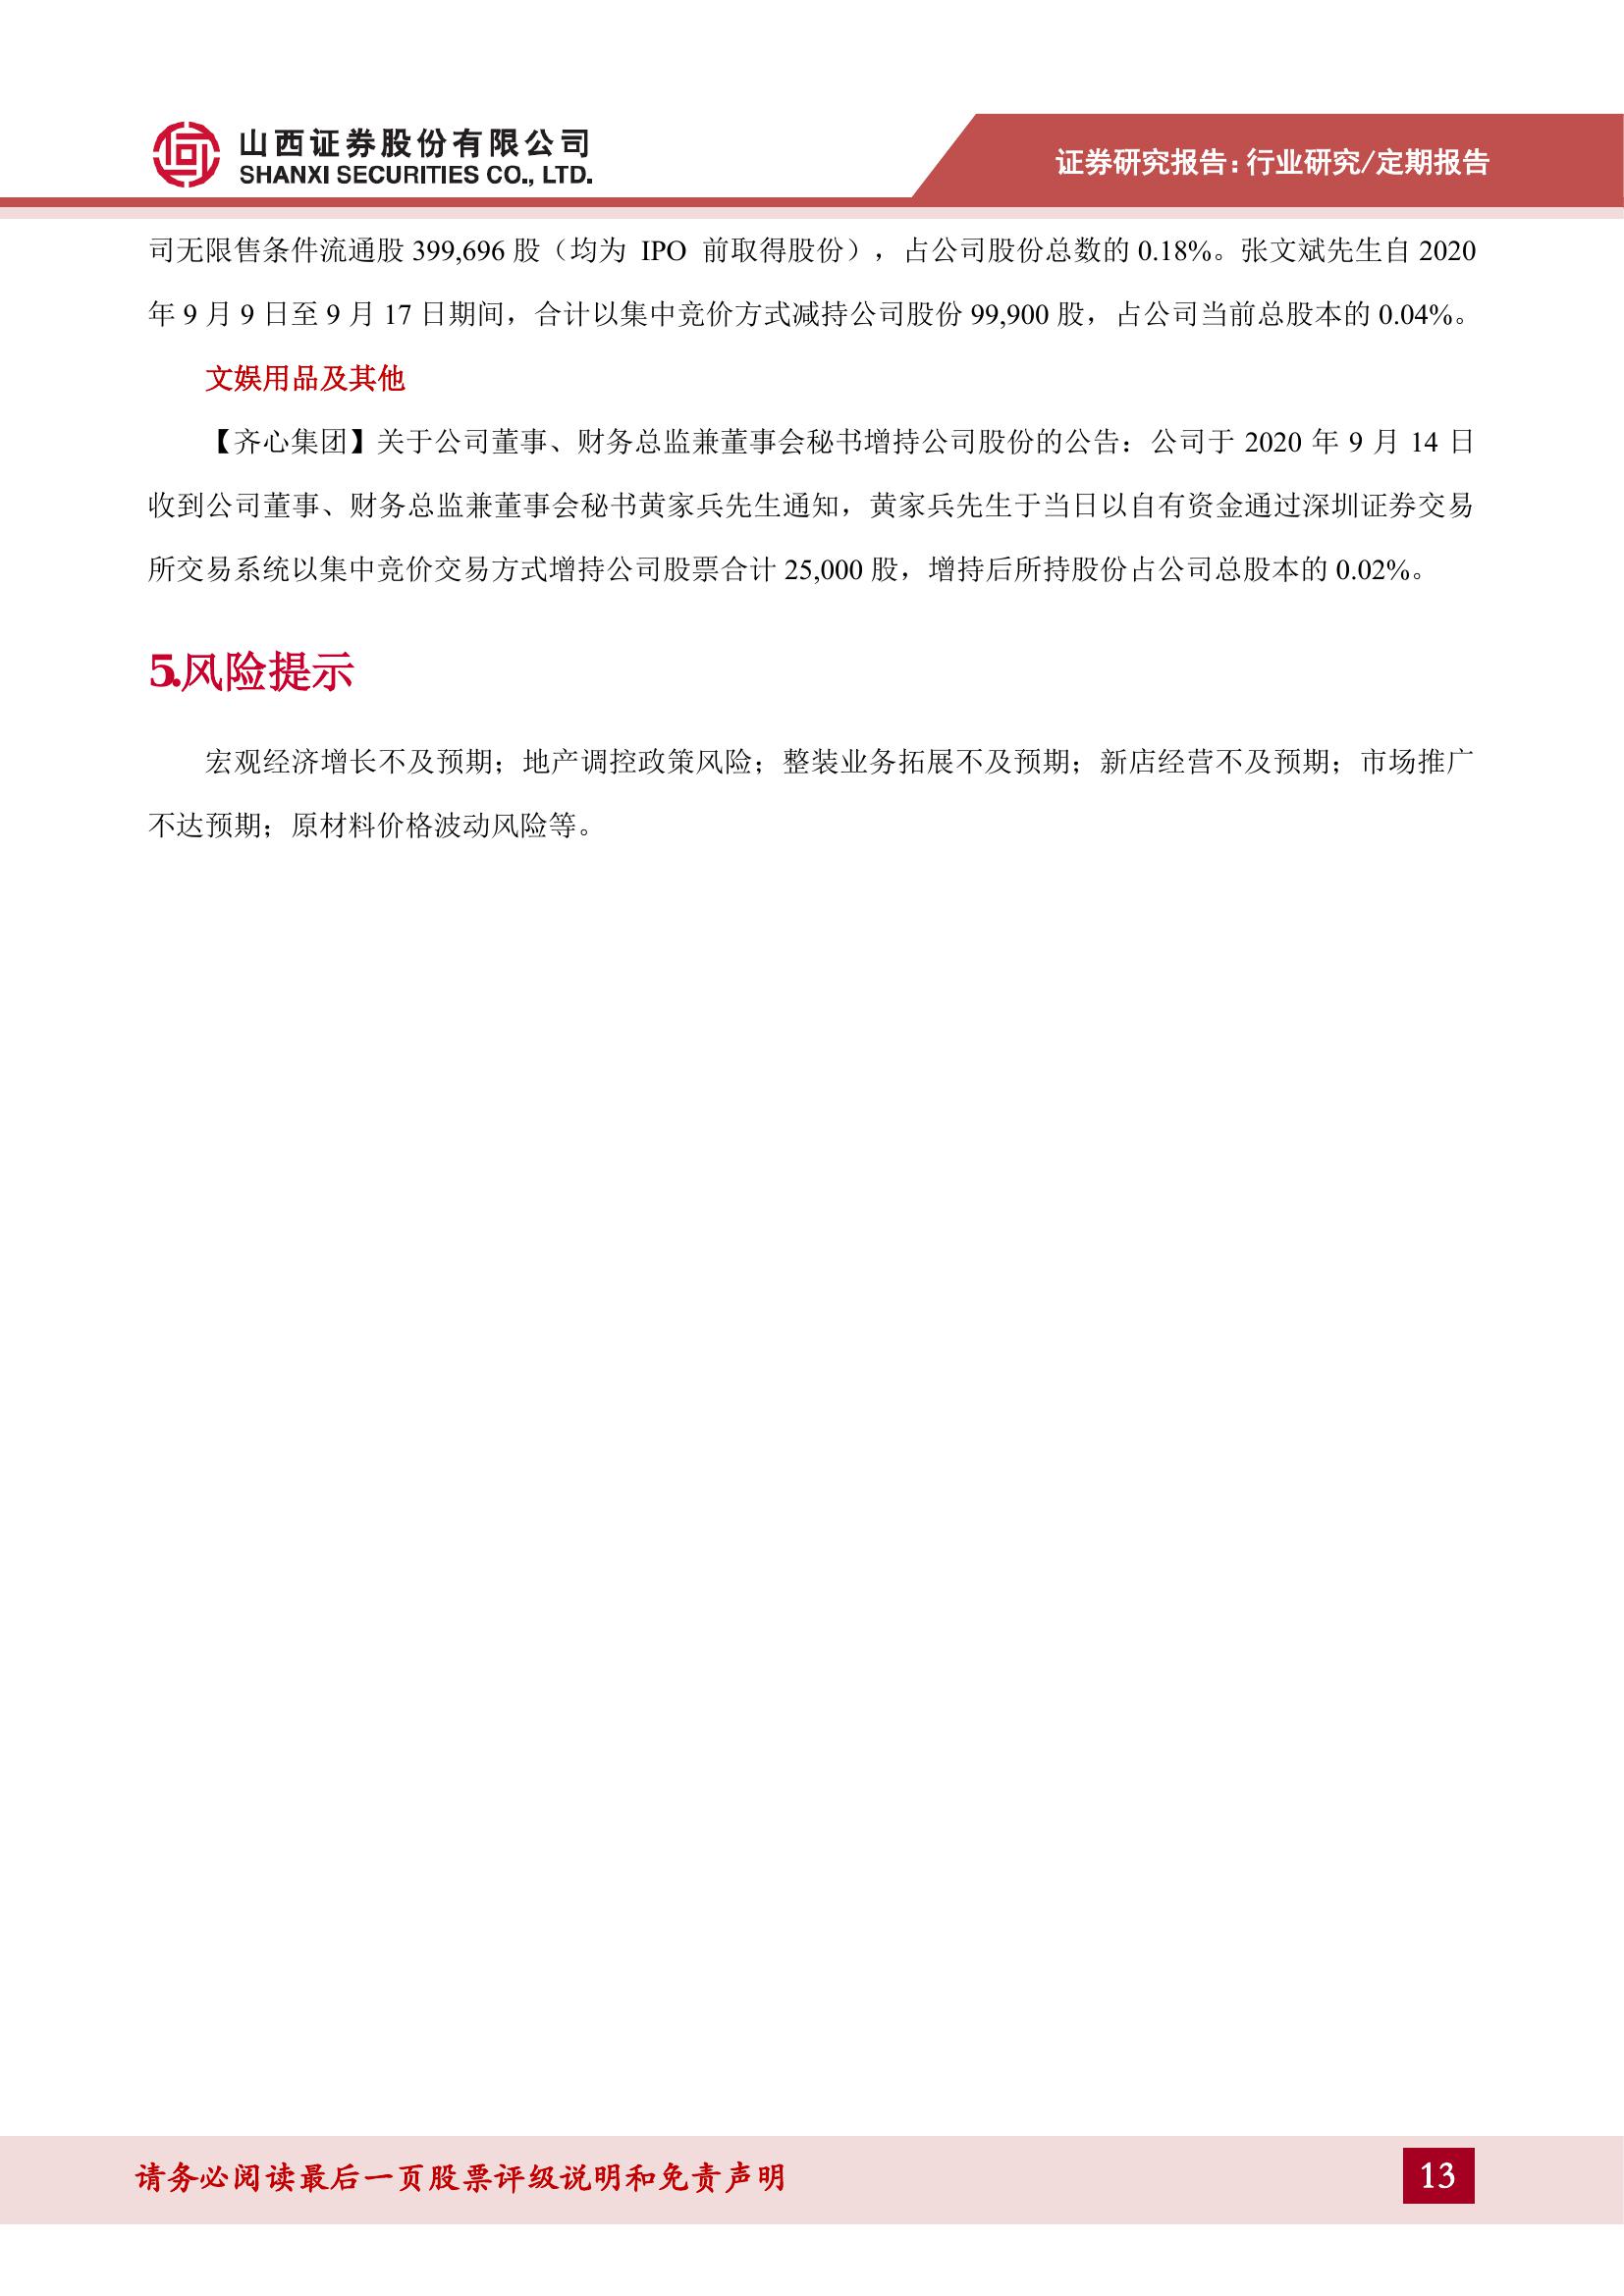 山西证券股份有限公司
SHANXI SECURITIES CO., LTD.
证券研究报告：行业研究/定期报告
司无限售条件流通股 399,696 股（均为 IPO 前取得股份），占公司股份总数的 0.18%。张文斌先生自 2020
年 9 月 9 日至 9 月 17 日期间，合计以集中竞价方式减持公司股份 99,900 股，占公司当前总股本的 0.04%。
文娱用品及其他
【齐心集团】关于公司董事、财务总监兼董事会秘书增持公司股份的公告：公司于 2020 年 9 月 14 日
收到公司董事、财务总监兼董事会秘书黄家兵先生通知，黄家兵先生于当日以自有资金通过深圳证券交易
所交易系统以集中竞价交易方式增持公司股票合计 25,000 股，增持后所持股份占公司总股本的 0.02%。
5.风险提示
宏观经济增长不及预期；地产调控政策风险；整装业务拓展不及预期；新店经营不及预期；市场推广
不达预期；原材料价格波动风险等。
请务必阅读最后一页股票评级说明和免责声明
13